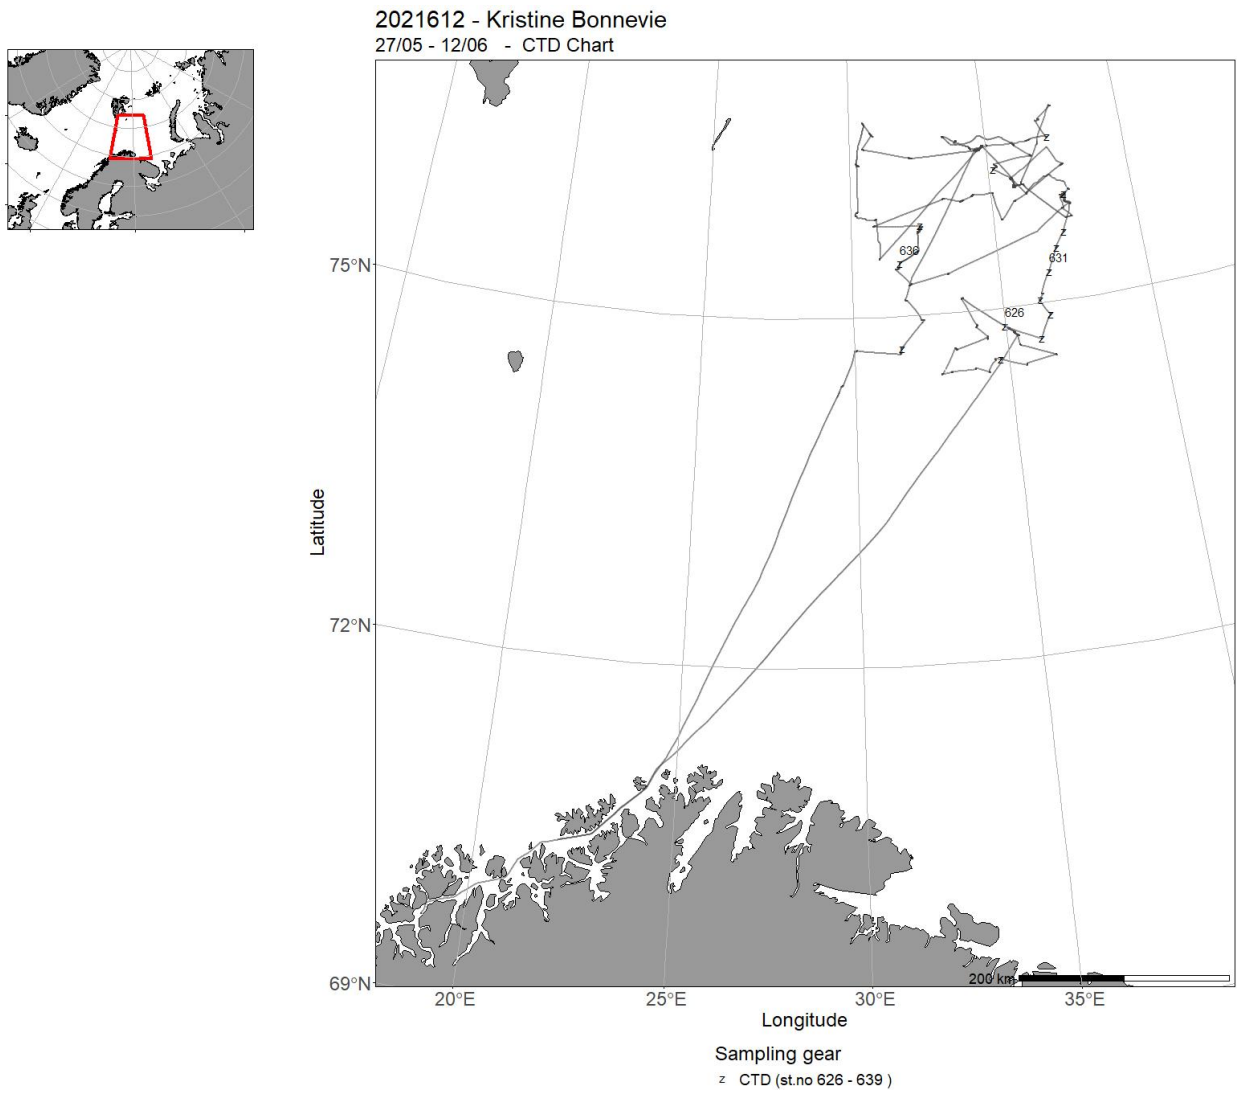 2021612 - Kristine Bonnevie
27/05 - 12/06 - CTD Chart
636
631
626
z
z
z
z
z
z
z
z
z
z
z
z
z
z
75°N
72°N
69°N
Latitude
200 km
20°E 25°E 30°E 35°E
Longitude
Sampling gear
z CTD (st.no 626 - 639 )